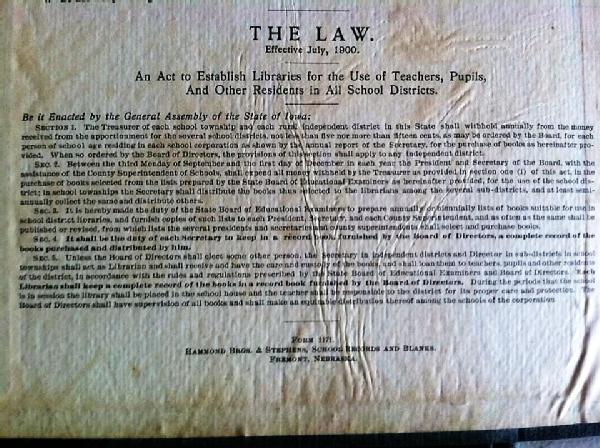 THE LAW.
Effective July, 1900.
An Act to Establish Libraries for the Use of Teachers, Pupils,
And Other Residents in All School Districts.
Be it Enacted by the General Assembly of the State of Iowa:
SECTION 1. The Treasurer of each school township and each rural independent district in this State shall withhold annually from the money
received from the apportionment for the several school districts, not less than five nor more than fifteen cents, as may be ordered by the Board, for each
person of school age residing in each school corporation as shown by the annual report of the Secretary, for the purchase of books as hereinafter pro-
vided. When so ordered by the Board of Directors, the provisions of this section shall apply to any independent district.
SEC. 2. Between the third Monday of September and the first day of December in each year, the President and Secretary of the Board, with the
assistance of the County Superintendent of Schools, shall expend all money withheld by the Treasurer as provided in section one (1) of this act, in the
purchase of books selected from the lists prepared by the State Board of Educational Examiners as hereinafter provided, for the use of the school dis-
trict; in school townships the Secretary shall distribute the books thus selected to the librarians among the several sub-districts, and at least semi-
annually collect the same and distribute others.
SEC. 3. It is hereby made the duty of the State Board of Educational Examiners to prepare annually or biennially lists of books suitable for use in
school district libraries, and furnish copies of such lists to each President, Secretary, and each County Superintendent, and as often as the same shall be
published or revised, from which lists the several presidents and secretaries and county superintendents shall select and purchase books.
SEC. 4. It shall be the duty of each Secretary to keep in a record book, furnished by the Board of Directors, a complete record of the
books purchased and distributed by him.
SEC. 5. Unless the Board of Directors shall elect some other person, the Secretary in independent districts and Director in sub-districts in school
townships shall act as Librarian and shall receive and have the care and custody of the books, and shall loan them to teachers, pupils and other residents
of the district, in accordance with the rules and regulations prescribed by the State Board of Educational Examiners and Board of Directors. Each
Librarian shall keep a complete record of the books in a record book furnished by the Board of Directors. During the periods that the school
is in session the library shall be placed in the school house and the teacher shall be responsible to the district for its proper care and protection. The
Board of Directors shall have supervision of all books and shall make an equitable distribution thereof among the schools of the corporation
FORM 1171.
HAMMOND BROS. & STEPHENS, SCHOOL RECORDS AND BLANKS.
FREMONT, NEBRASKA.